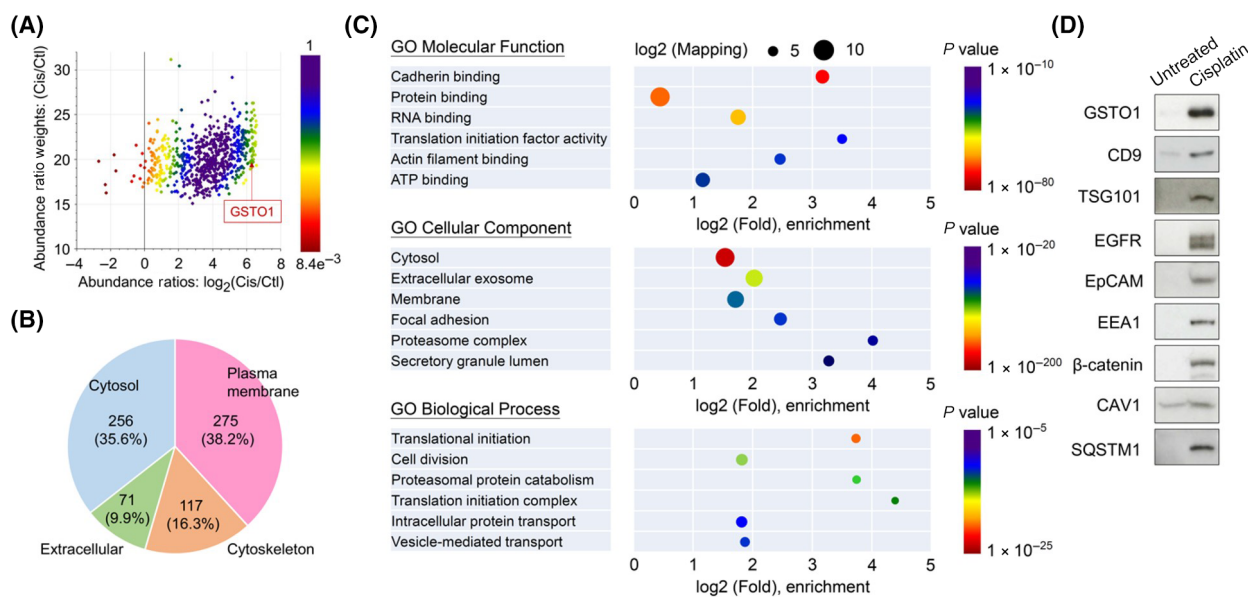 (A)
Abundance ratio weights: (Cis/Ctl)
30
25
20
15
10
−4
−2
0
2
4
6
8
Abundance ratios: log2(Cis/Ctl)
GSTO1
1
8.4e−3
(B)
Cytosol
256
(35.6%)
Plasma
membrane
275
(38.2%)
71
(9.9%)
117
(16.3%)
Extracellular
Cytoskeleton
(C)
GO Molecular Function
log2 (Mapping) 5 10
P value
Cadherin binding
Protein binding
RNA binding
Translation initiation factor activity
Actin filament binding
ATP binding
1 × 10−10
1 × 10−80
0 1 2 3 4 5
log2 (Fold), enrichment
GO Cellular Component
P value
Cytosol
Extracellular exosome
Membrane
Focal adhesion
Proteasome complex
Secretory granule lumen
1 × 10−20
1 × 10−200
0 1 2 3 4 5
log2 (Fold), enrichment
GO Biological Process
P value
Translational initiation
Cell division
Proteasomal protein catabolism
Translation initiation complex
Intracellular protein transport
Vesicle-mediated transport
1 × 10−5
1 × 10−25
0 1 2 3 4 5
log2 (Fold), enrichment
(D)
Untreated
Cisplatin
GSTO1
CD9
TSG101
EGFR
EpCAM
EEA1
β-catenin
CAV1
SQSTM1